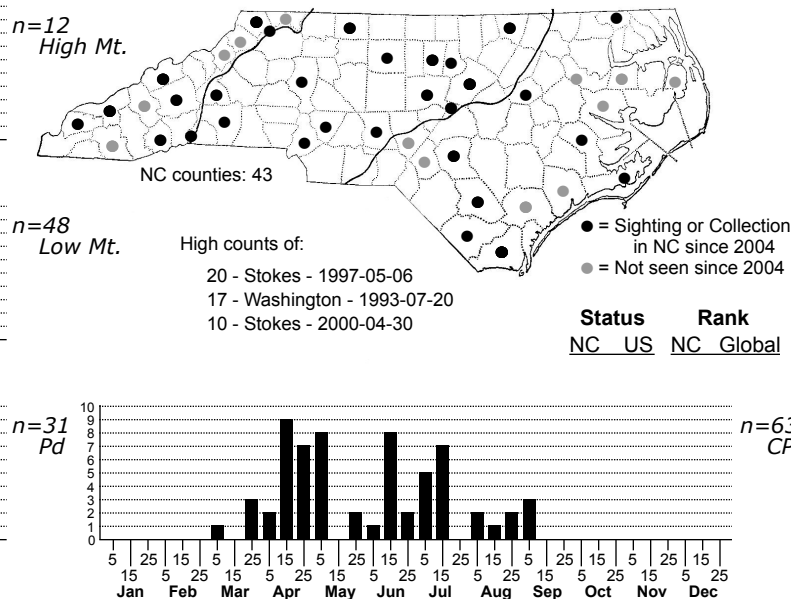 n=12
High Mt.
NC counties: 43
n=48
Low Mt.
High counts of:
20 - Stokes - 1997-05-06
17 - Washington - 1993-07-20
10 - Stokes - 2000-04-30
= Sighting or Collection
in NC since 2004
= Not seen since 2004
Status Rank
NC US NC Global
n=31
Pd
n=63
CP
10
9
8
7
6
5
4
3
2
1
0
5 25 15 5 25 15 5 25 15 5 25 15 5 25 15 5 25 15
15 5 25 15 5 25 15 5 25 15 5 25 15 5 25 15 5 25
Jan Feb Mar Apr May Jun Jul Aug Sep Oct Nov Dec